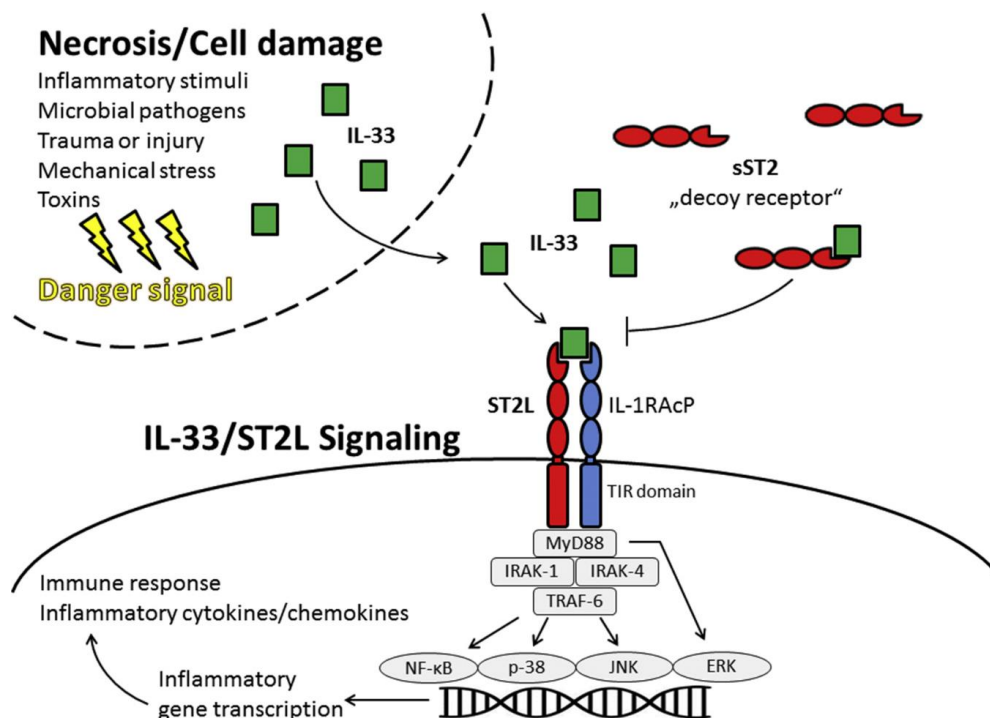 Necrosis/Cell damage
Inflammatory stimuli
Microbial pathogens
Trauma or injury
Mechanical stress
Toxins
Danger signal
IL-33
sST2
„decoy receptor“
IL-33
ST2L
IL-1RAcP
IL-33/ST2L Signaling
TIR domain
MyD88
IRAK-1
IRAK-4
TRAF-6
NF-κB
p-38
JNK
ERK
Immune response
Inflammatory cytokines/chemokines
Inflammatory
gene transcription